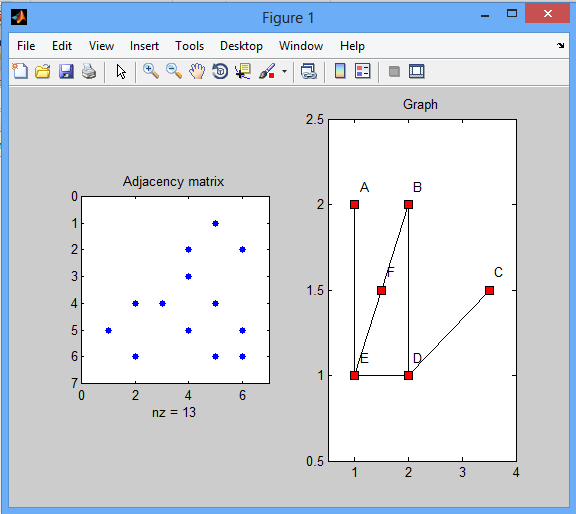 Figure 1
File Edit View Insert Tools Desktop Window Help
Graph
2.5
2
1.5
1
0.5
1 2 3 4
A B
F C
E D
Adjacency matrix
0
1
2
3
4
5
6
7
0 2 4 6
nz = 13